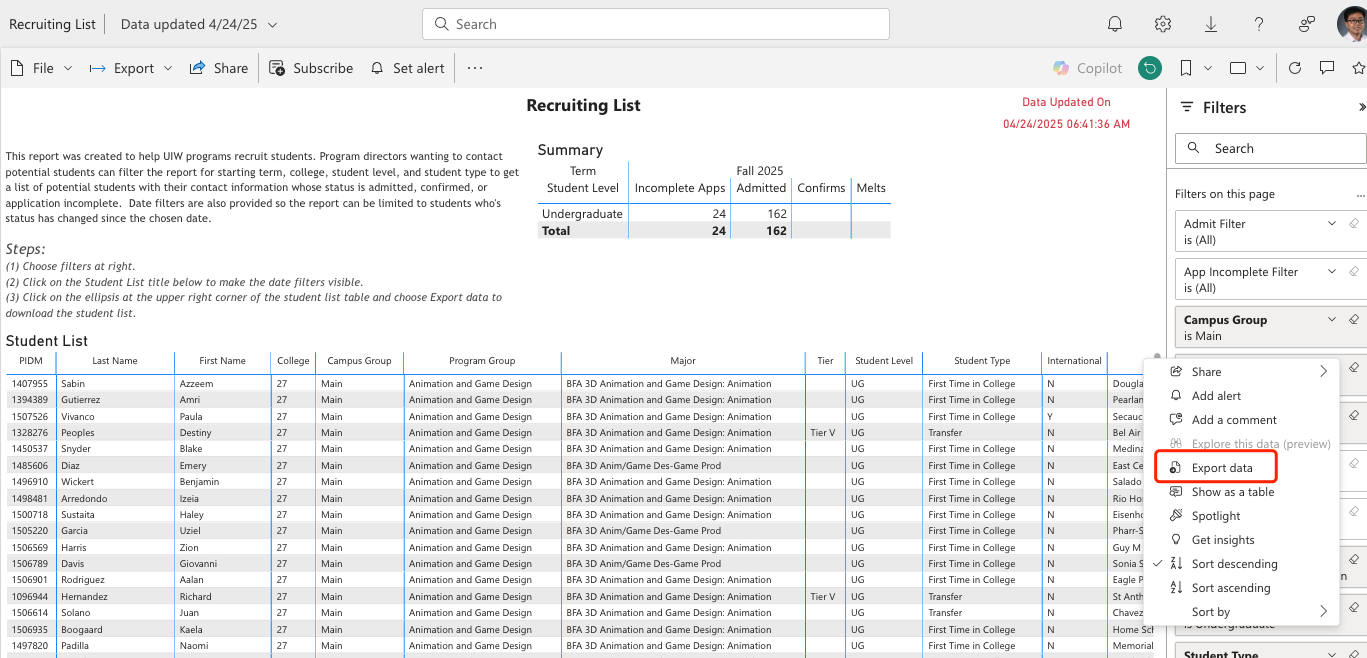 Recruiting List | Data updated 4/24/25
Search
File Export Share Subscribe Set alert ...
Copilot
Recruiting List
Data Updated On
04/24/2025 06:41:36 AM
This report was created to help UIW programs recruit students. Program directors wanting to contact
potential students can filter the report for starting term, college, student level, and student type to get
a list of potential students with their contact information whose status is admitted, confirmed, or
application incomplete. Date filters are also provided so the report can be limited to students who's
status has changed since the chosen date.
Steps:
(1) Choose filters at right.
(2) Click on the Student List title below to make the date filters visible.
(3) Click on the ellipsis at the upper right corner of the student list table and choose Export data to
download the student list.
Summary
Term Fall 2025
Student Level Incomplete Apps Admitted Confirms Melts
Undergraduate 24 162
Total 24 162
Student List
PIDM Last Name First Name College Campus Group Program Group Major Tier Student Level Student Type International
1407955 Sabin Azzeem 27 Main Animation and Game Design BFA 3D Animation and Game Design: Animation UG First Time in College N Dougla
1394389 Gutierrez Amri 27 Main Animation and Game Design BFA 3D Animation and Game Design: Animation UG First Time in College N Pearlan
1507526 Vivanco Paula 27 Main Animation and Game Design BFA 3D Animation and Game Design: Animation UG First Time in College Y Secauc
1328276 Peoples Destiny 27 Main Animation and Game Design BFA 3D Animation and Game Design: Animation Tier V UG Transfer N Bel Air
1450537 Snyder Blake 27 Main Animation and Game Design BFA 3D Animation and Game Design: Animation UG First Time in College N Medina
1485606 Diaz Emery 27 Main Animation and Game Design BFA 3D Anim/Game Des-Game Prod UG First Time in College N East Ce
1496910 Wickert Benjamin 27 Main Animation and Game Design BFA 3D Animation and Game Design: Animation UG First Time in College N Salado
1498481 Arredondo Izeia 27 Main Animation and Game Design BFA 3D Animation and Game Design: Animation UG First Time in College N Rio Ho
1500718 Sustaita Haley 27 Main Animation and Game Design BFA 3D Animation and Game Design: Animation UG First Time in College N Eisenh
1505220 Garcia Uziel 27 Main Animation and Game Design BFA 3D Anim/Game Des-Game Prod UG First Time in College N Pharr-S
1506569 Harris Zion 27 Main Animation and Game Design BFA 3D Animation and Game Design: Animation UG First Time in College N Guy M
1506789 Davis Giovanni 27 Main Animation and Game Design BFA 3D Anim/Game Des-Game Prod UG First Time in College N Sonia S
1506901 Rodriguez Aalan 27 Main Animation and Game Design BFA 3D Animation and Game Design: Animation UG First Time in College N Eagle P
1096944 Hernandez Richard 27 Main Animation and Game Design BFA 3D Animation and Game Design: Animation Tier V UG Transfer N St Anth
1506614 Solano Juan 27 Main Animation and Game Design BFA 3D Animation and Game Design: Animation UG Transfer N Chavez
1506935 Boogaard Kaela 27 Main Animation and Game Design BFA 3D Animation and Game Design: Animation UG First Time in College N Home Sch
1497820 Padilla Naomi 27 Main Animation and Game Design BFA 3D Animation and Game Design: Animation UG First Time in College N Memorial
Filters
Search
Filters on this page ...
Admit Filter
is (All)
App Incomplete Filter
is (All)
Campus Group
is Main
Share
Add alert
Add a comment
Explore this data (preview)
Export data
Show as a table
Spotlight
Get insights
Sort descending
Sort ascending
Sort by
is Undergraduate
Student Type